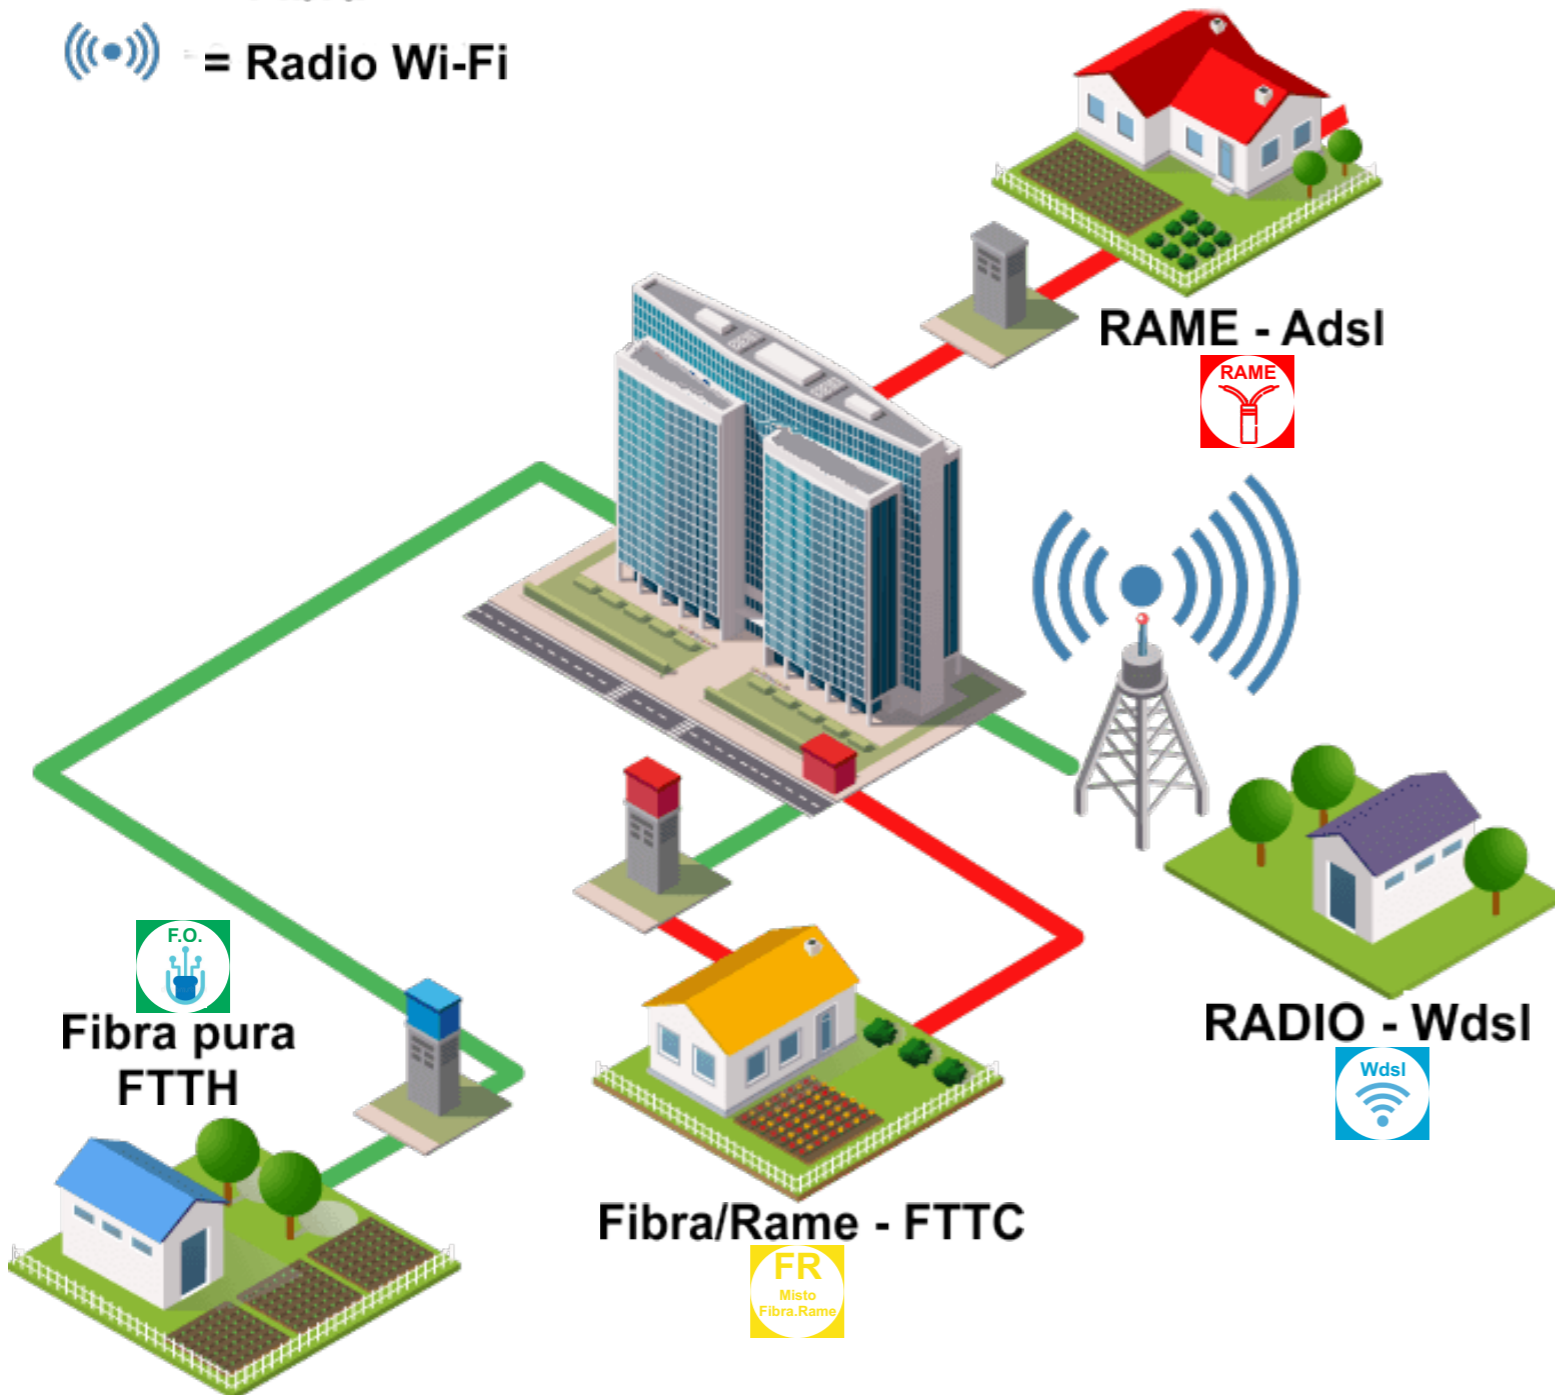 = Radio Wi-Fi
RAME - Adsl
RAME
F.O.
Fibra pura
FTTH
RADIO - Wdsl
Wdsl
Fibra/Rame - FTTC
FR
Misto
Fibra.Rame